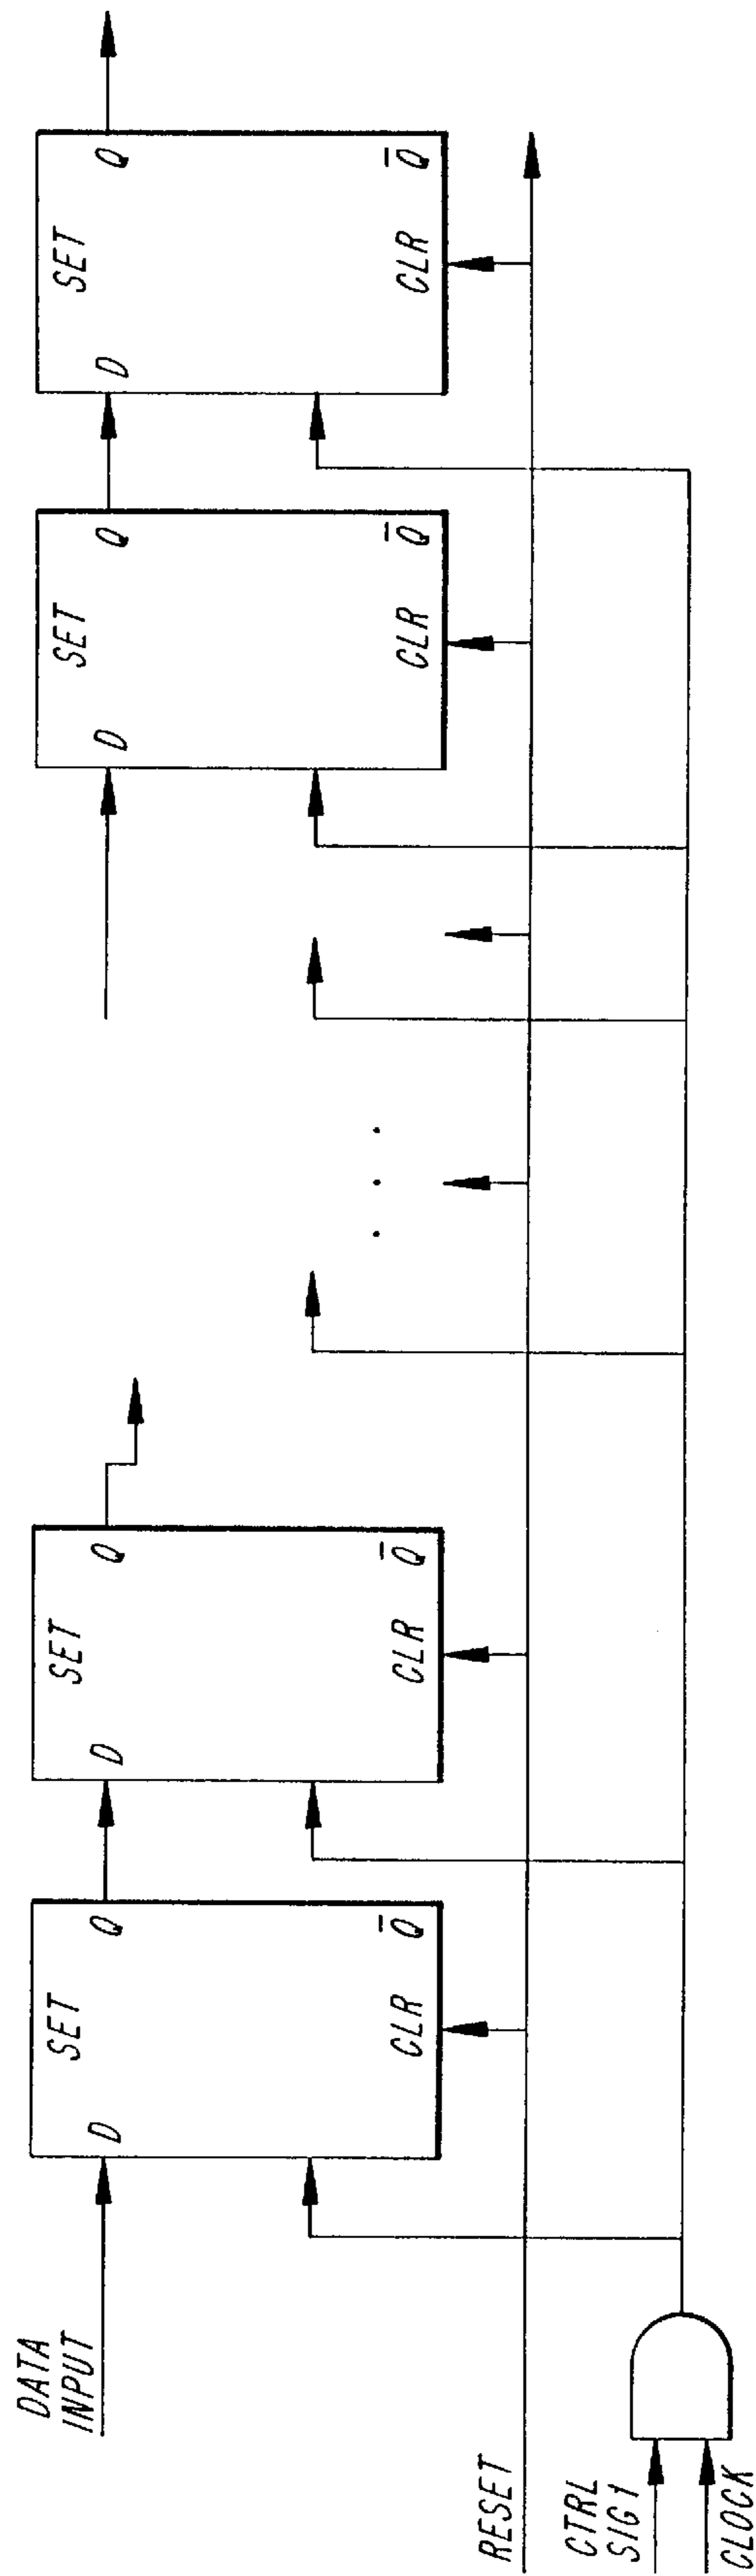 DATA
INPUT
D
SET
Q
CLR
Q̅
D
SET
Q
CLR
Q̅
. . .
D
SET
Q
CLR
Q̅
D
SET
Q
CLR
Q̅
RESET
CTRL
SIG1
CLOCK